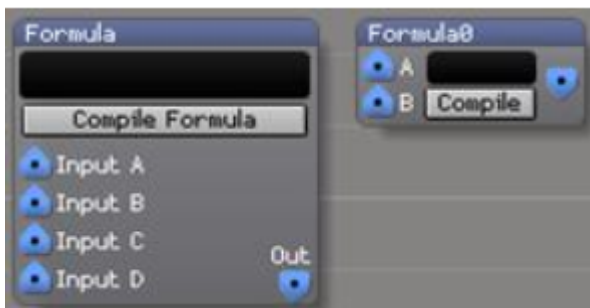 Formula
Compile Formula
Input A
Input B
Input C
Input D
Out
Formula0
A
B Compile